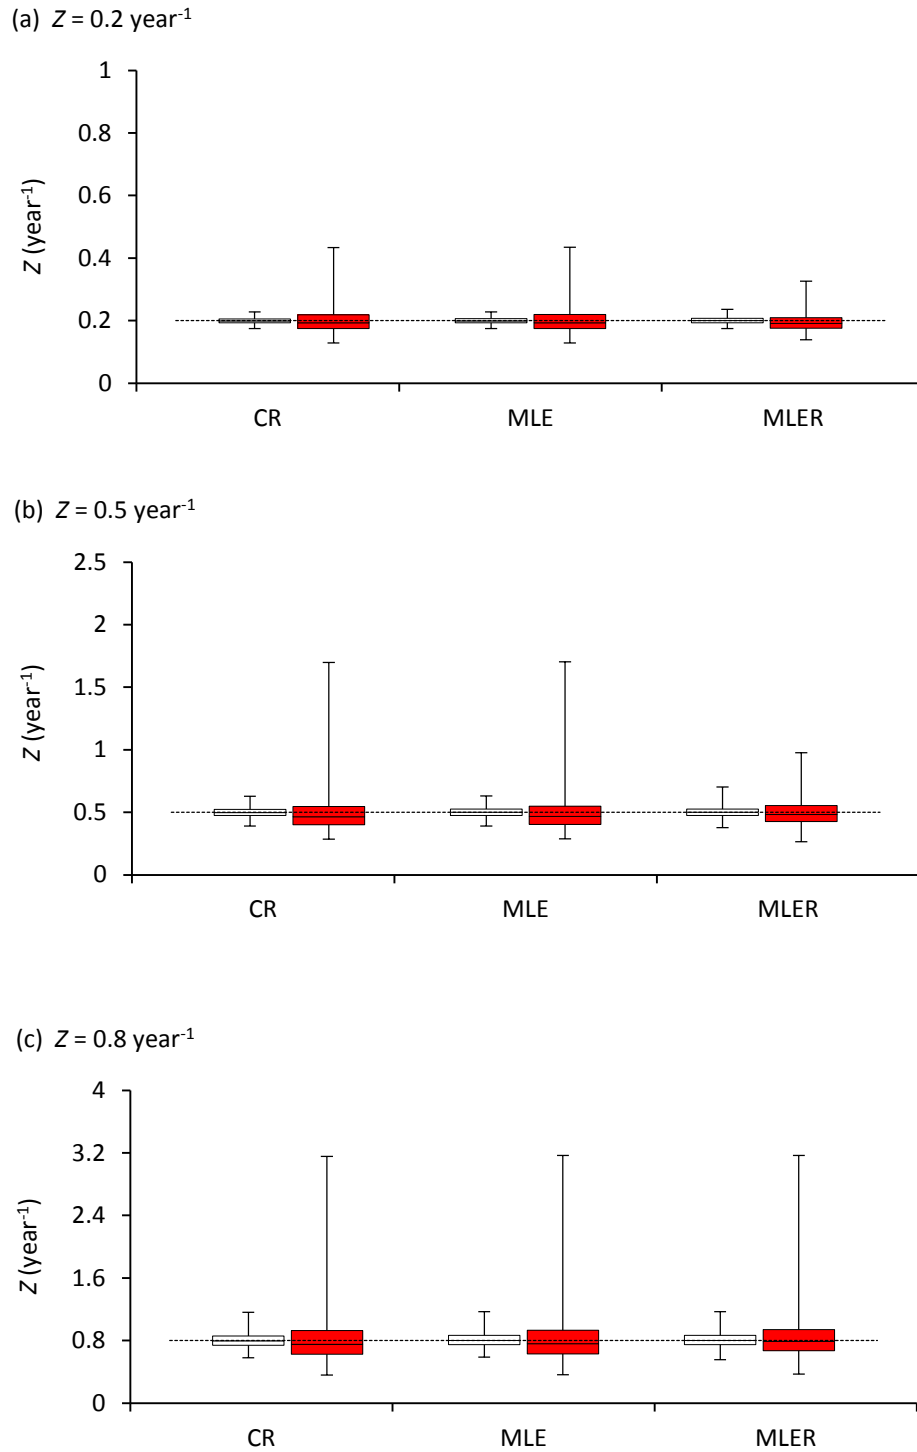 (a) Z = 0.2 year⁻¹
1
0.8
0.6
0.4
0.2
0
Z (year⁻¹)
CR MLE MLER
(b) Z = 0.5 year⁻¹
2.5
2
1.5
1
0.5
0
Z (year⁻¹)
CR MLE MLER
(c) Z = 0.8 year⁻¹
4
3.2
2.4
1.6
0.8
0
Z (year⁻¹)
CR MLE MLER